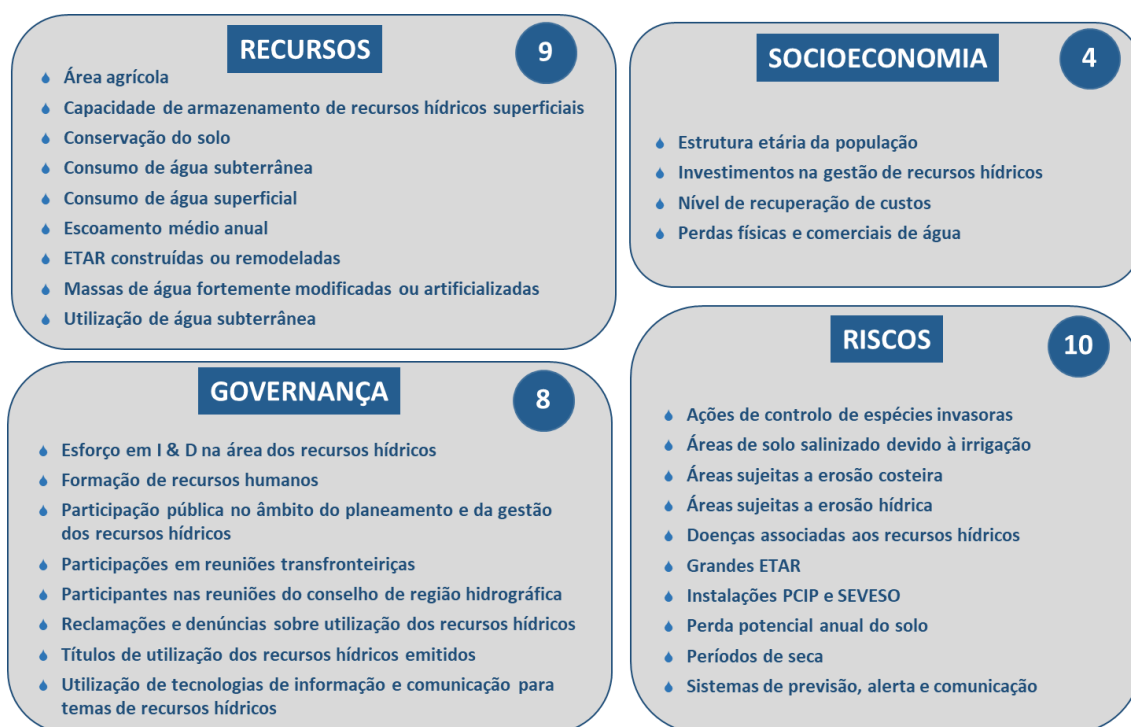 RECURSOS
9
Área agrícola
Capacidade de armazenamento de recursos hídricos superficiais
Conservação do solo
Consumo de água subterrânea
Consumo de água superficial
Escoamento médio anual
ETAR construídas ou remodeladas
Massas de água fortemente modificadas ou artificializadas
Utilização de água subterrânea
SOCIOECONOMIA
4
Estrutura etária da população
Investimentos na gestão de recursos hídricos
Nível de recuperação de custos
Perdas físicas e comerciais de água
GOVERNANÇA
8
Esforço em I & D na área dos recursos hídricos
Formação de recursos humanos
Participação pública no âmbito do planeamento e da gestão
dos recursos hídricos
Participações em reuniões transfronteiriças
Participantes nas reuniões do conselho de região hidrográfica
Reclamações e denúncias sobre utilização dos recursos hídricos
Títulos de utilização dos recursos hídricos emitidos
Utilização de tecnologias de informação e comunicação para
temas de recursos hídricos
RISCOS
10
Ações de controlo de espécies invasoras
Áreas de solo salinizado devido à irrigação
Áreas sujeitas a erosão costeira
Áreas sujeitas a erosão hídrica
Doenças associadas aos recursos hídricos
Grandes ETAR
Instalações PCIP e SEVESO
Perda potencial anual do solo
Períodos de seca
Sistemas de previsão, alerta e comunicação